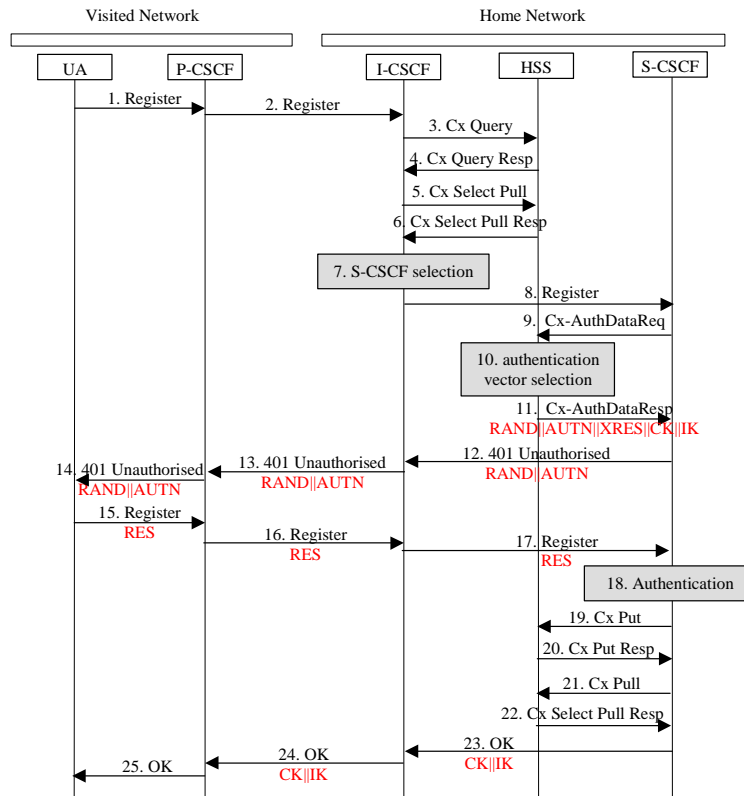 Visited Network
Home Network
UA
P-CSCF
I-CSCF
HSS
S-CSCF
1. Register
2. Register
3. Cx Query
4. Cx Query Resp
5. Cx Select Pull
6. Cx Select Pull Resp
7. S-CSCF selection
8. Register
9. Cx-AuthDataReq
10. authentication
vector selection
11. Cx-AuthDataResp
RAND||AUTN||XRES||CK||IK
12. 401 Unauthorised
RAND||AUTN
13. 401 Unauthorised
RAND||AUTN
14. 401 Unauthorised
RAND||AUTN
15. Register
RES
16. Register
RES
17. Register
RES
18. Authentication
19. Cx Put
20. Cx Put Resp
21. Cx Pull
22. Cx Select Pull Resp
23. OK
CK||IK
24. OK
CK||IK
25. OK